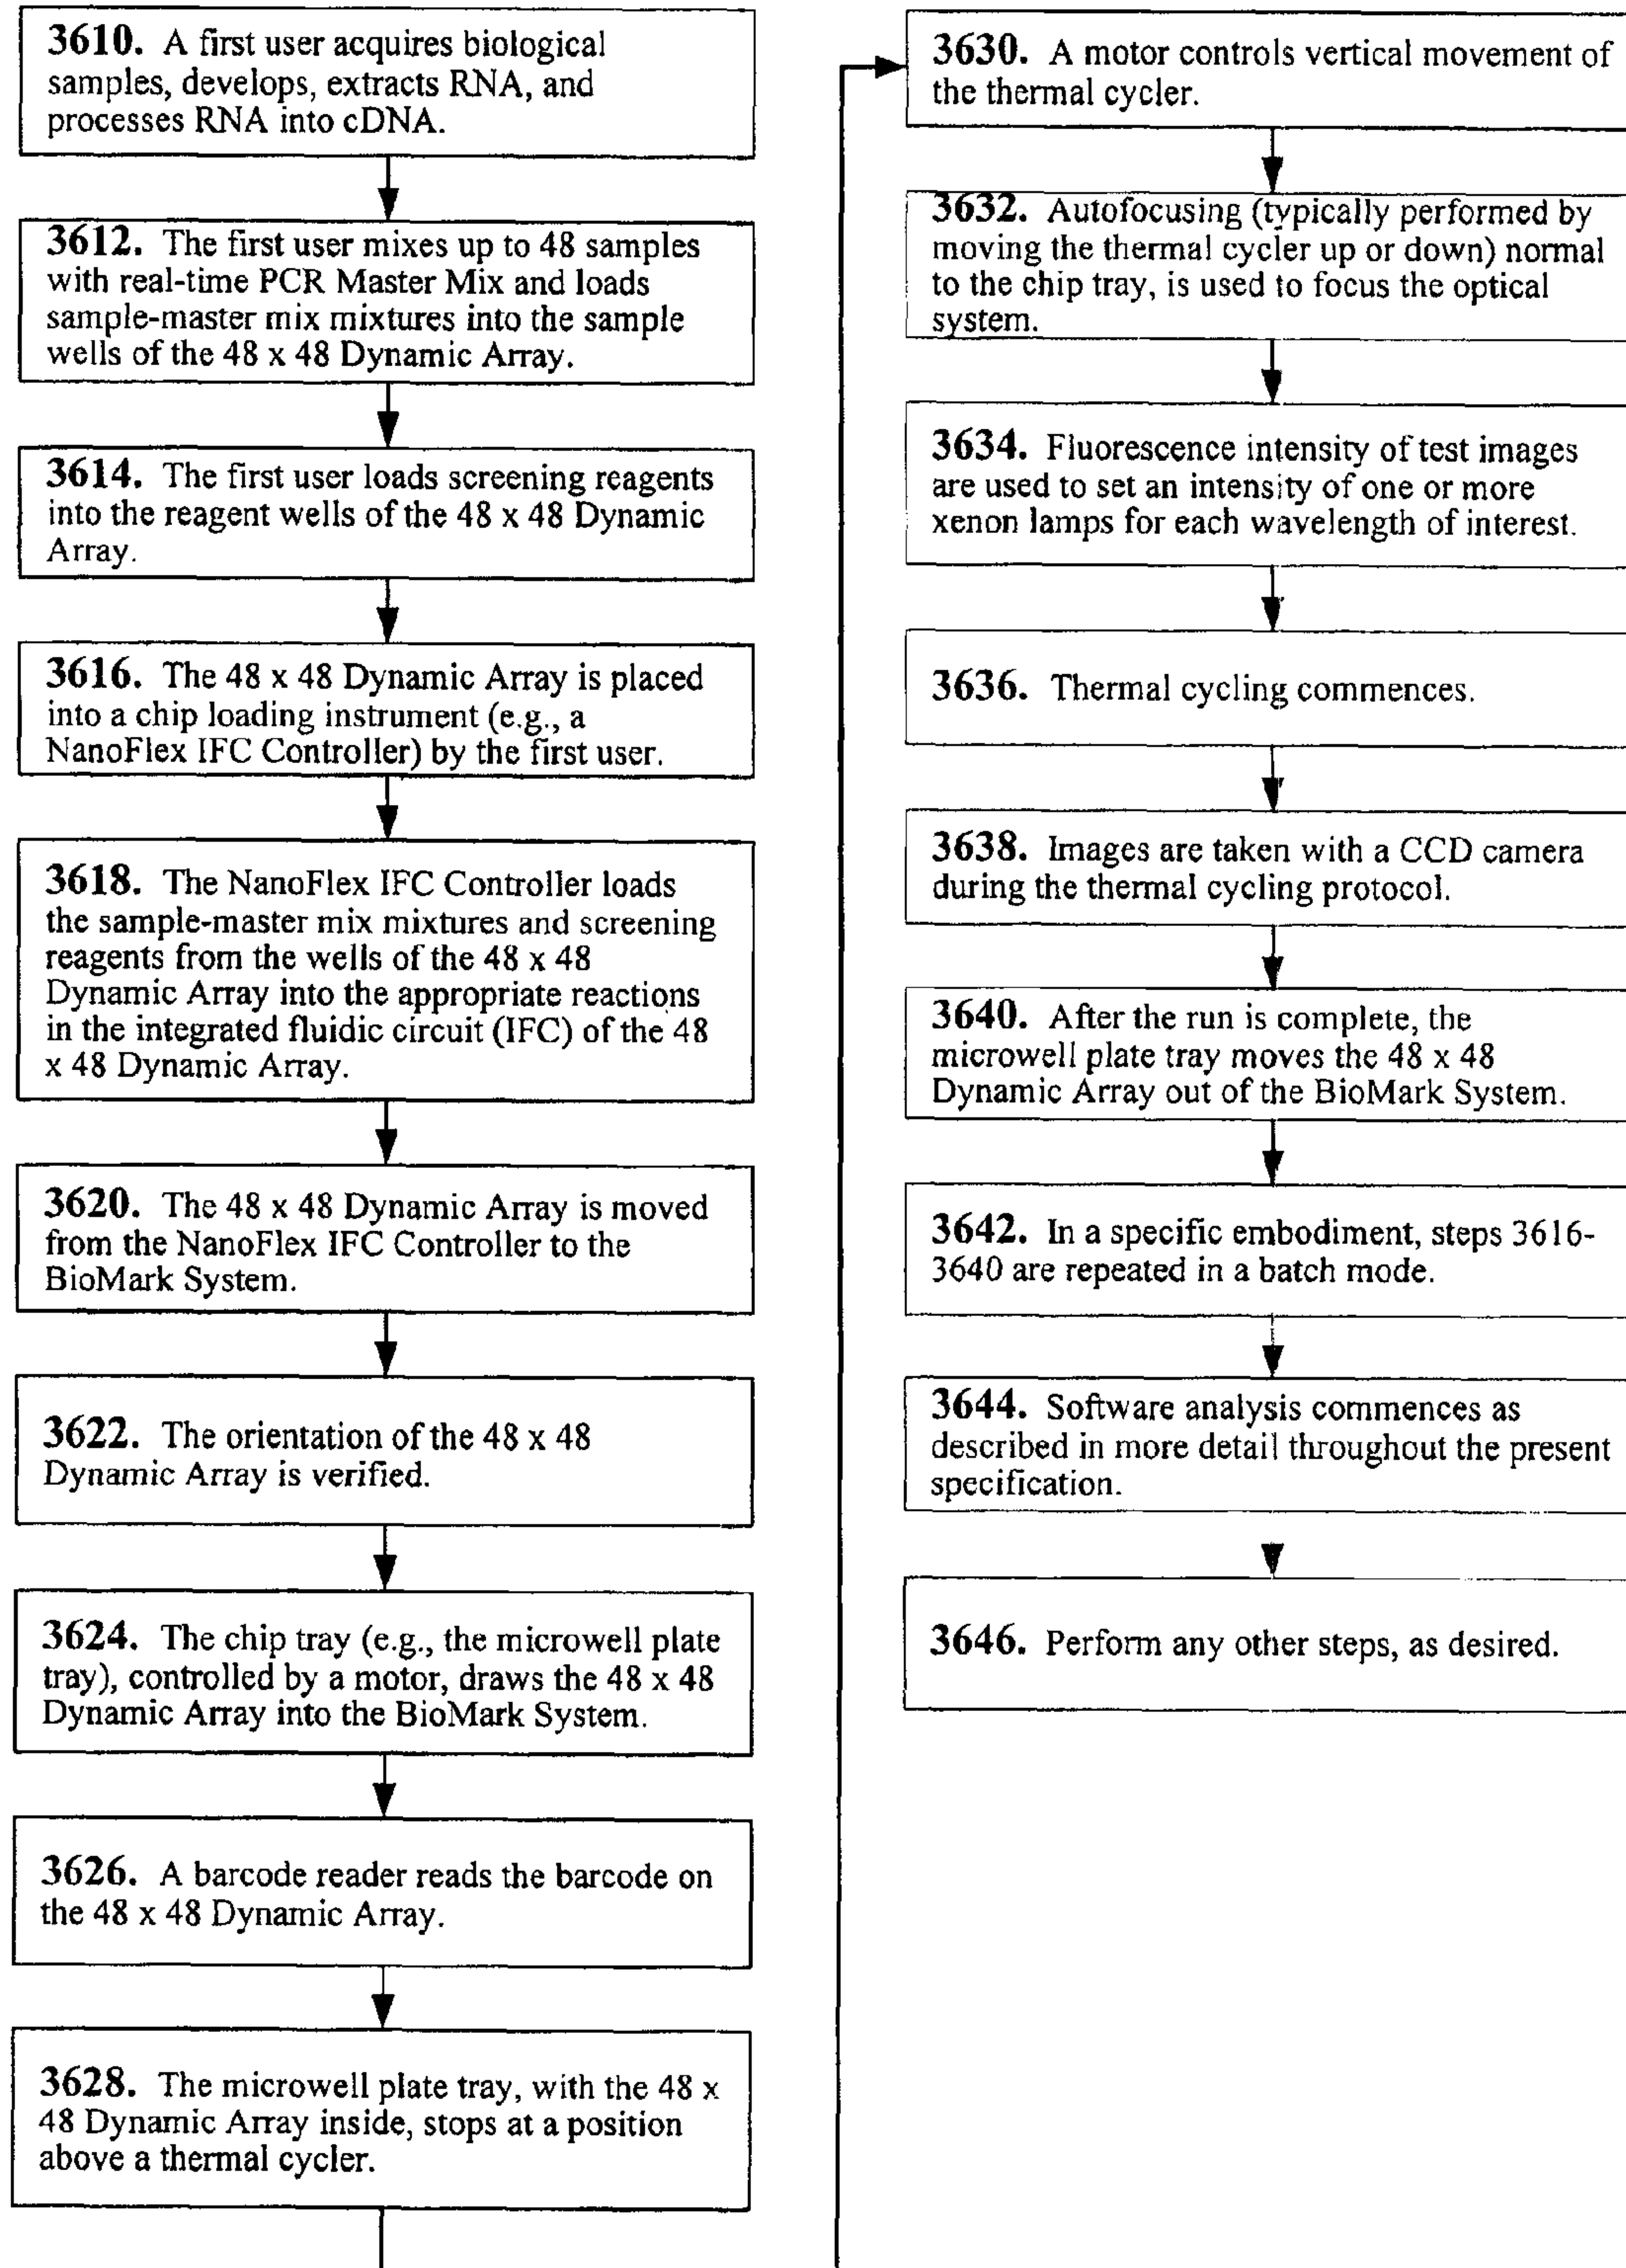 3610. A first user acquires biological
samples, develops, extracts RNA, and
processes RNA into cDNA.
3612. The first user mixes up to 48 samples
with real-time PCR Master Mix and loads
sample-master mix mixtures into the sample
wells of the 48 x 48 Dynamic Array.
3614. The first user loads screening reagents
into the reagent wells of the 48 x 48 Dynamic
Array.
3616. The 48 x 48 Dynamic Array is placed
into a chip loading instrument (e.g., a
NanoFlex IFC Controller) by the first user.
3618. The NanoFlex IFC Controller loads
the sample-master mix mixtures and screening
reagents from the wells of the 48 x 48
Dynamic Array into the appropriate reactions
in the integrated fluidic circuit (IFC) of the 48
x 48 Dynamic Array.
3620. The 48 x 48 Dynamic Array is moved
from the NanoFlex IFC Controller to the
BioMark System.
3622. The orientation of the 48 x 48
Dynamic Array is verified.
3624. The chip tray (e.g., the microwell plate
tray), controlled by a motor, draws the 48 x 48
Dynamic Array into the BioMark System.
3626. A barcode reader reads the barcode on
the 48 x 48 Dynamic Array.
3628. The microwell plate tray, with the 48 x
48 Dynamic Array inside, stops at a position
above a thermal cycler.
3630. A motor controls vertical movement of
the thermal cycler.
3632. Autofocusing (typically performed by
moving the thermal cycler up or down) normal
to the chip tray, is used to focus the optical
system.
3634. Fluorescence intensity of test images
are used to set an intensity of one or more
xenon lamps for each wavelength of interest.
3636. Thermal cycling commences.
3638. Images are taken with a CCD camera
during the thermal cycling protocol.
3640. After the run is complete, the
microwell plate tray moves the 48 x 48
Dynamic Array out of the BioMark System.
3642. In a specific embodiment, steps 3616-
3640 are repeated in a batch mode.
3644. Software analysis commences as
described in more detail throughout the present
specification.
3646. Perform any other steps, as desired.